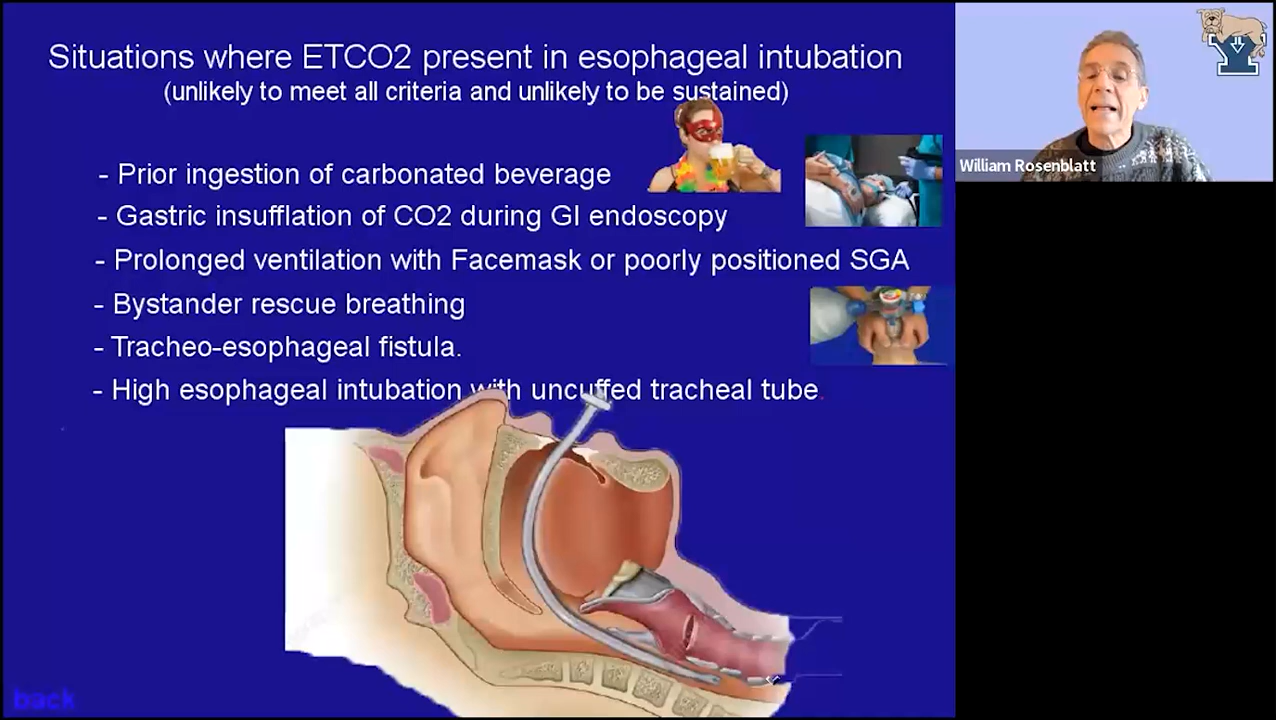 Situations where ETCO2 present in esophageal intubation
(unlikely to meet all criteria and unlikely to be sustained)
- Prior ingestion of carbonated beverage
- Gastric insufflation of CO2 during GI endoscopy
- Prolonged ventilation with Facemask or poorly positioned SGA
- Bystander rescue breathing
- Tracheo-esophageal fistula.
- High esophageal intubation with uncuffed tracheal tube.
back
William Rosenblatt
Y